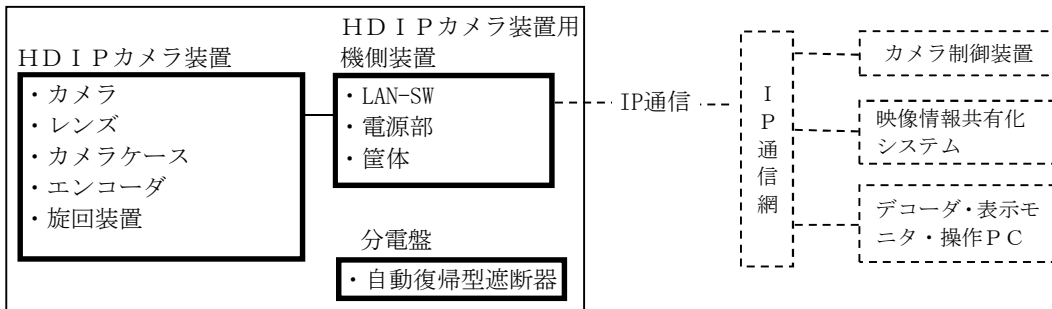 ＨＤＩＰカメラ装置
・カメラ
・レンズ
・カメラケース
・エンコーダ
・旋回装置
ＨＤＩＰカメラ装置用
機側装置
・LAN-SW
・電源部
・筐体
分電盤
・自動復帰型遮断器
IP通信
ＩＰ通信網
カメラ制御装置
映像情報共有化
システム
デコーダ・表示モ
ニタ・操作ＰＣ